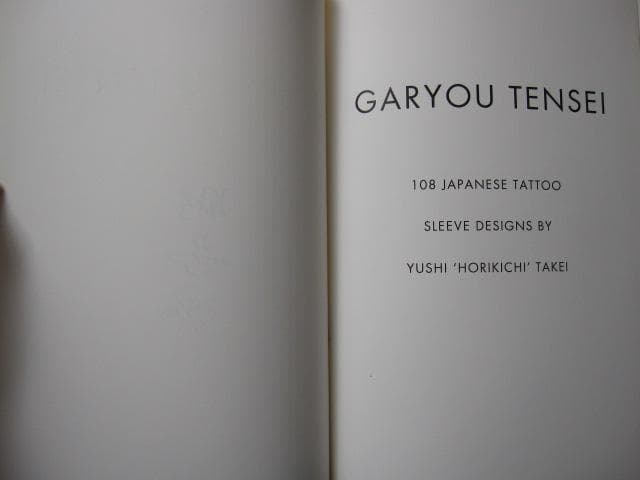 GARYOU TENSEI
108 JAPANESE TATTOO
SLEEVE DESIGNS BY
YUSHI 'HORIKICHI' TAKEI